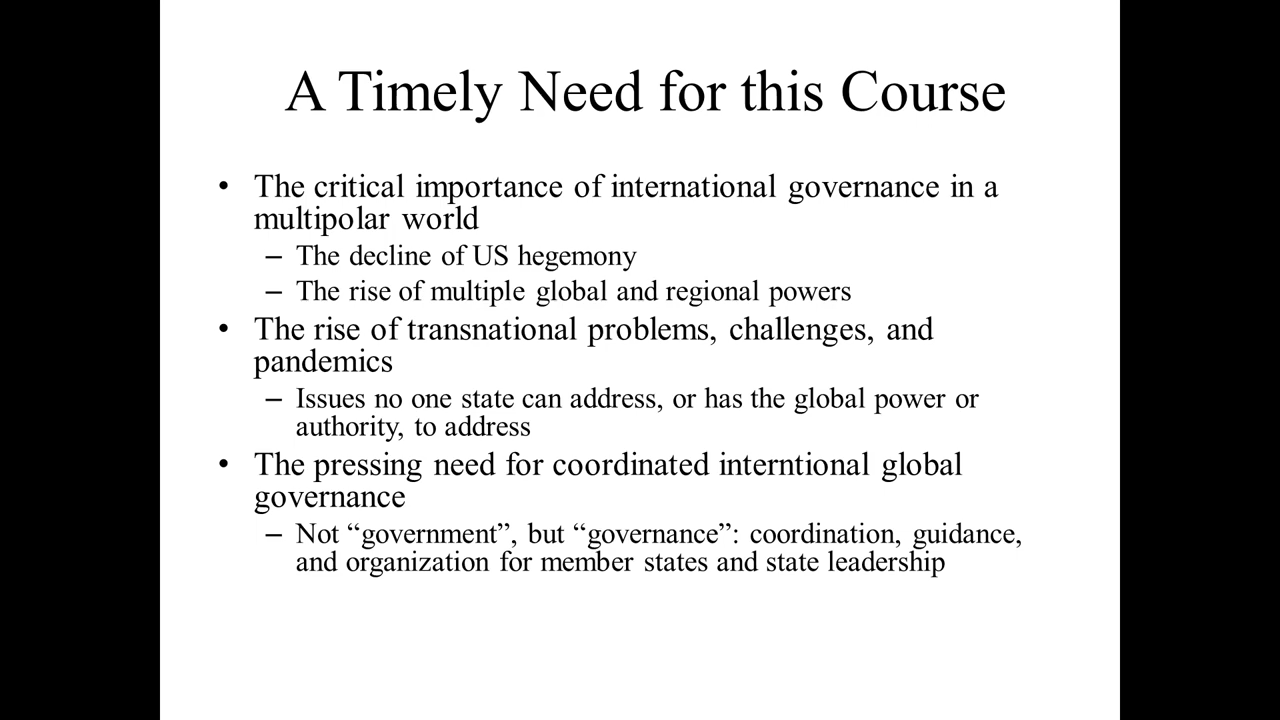 A Timely Need for this Course
• The critical importance of international governance in a
multipolar world
– The decline of US hegemony
– The rise of multiple global and regional powers
• The rise of transnational problems, challenges, and
pandemics
– Issues no one state can address, or has the global power or
authority, to address
• The pressing need for coordinated interntional global
governance
– Not “government”, but “governance”: coordination, guidance,
and organization for member states and state leadership